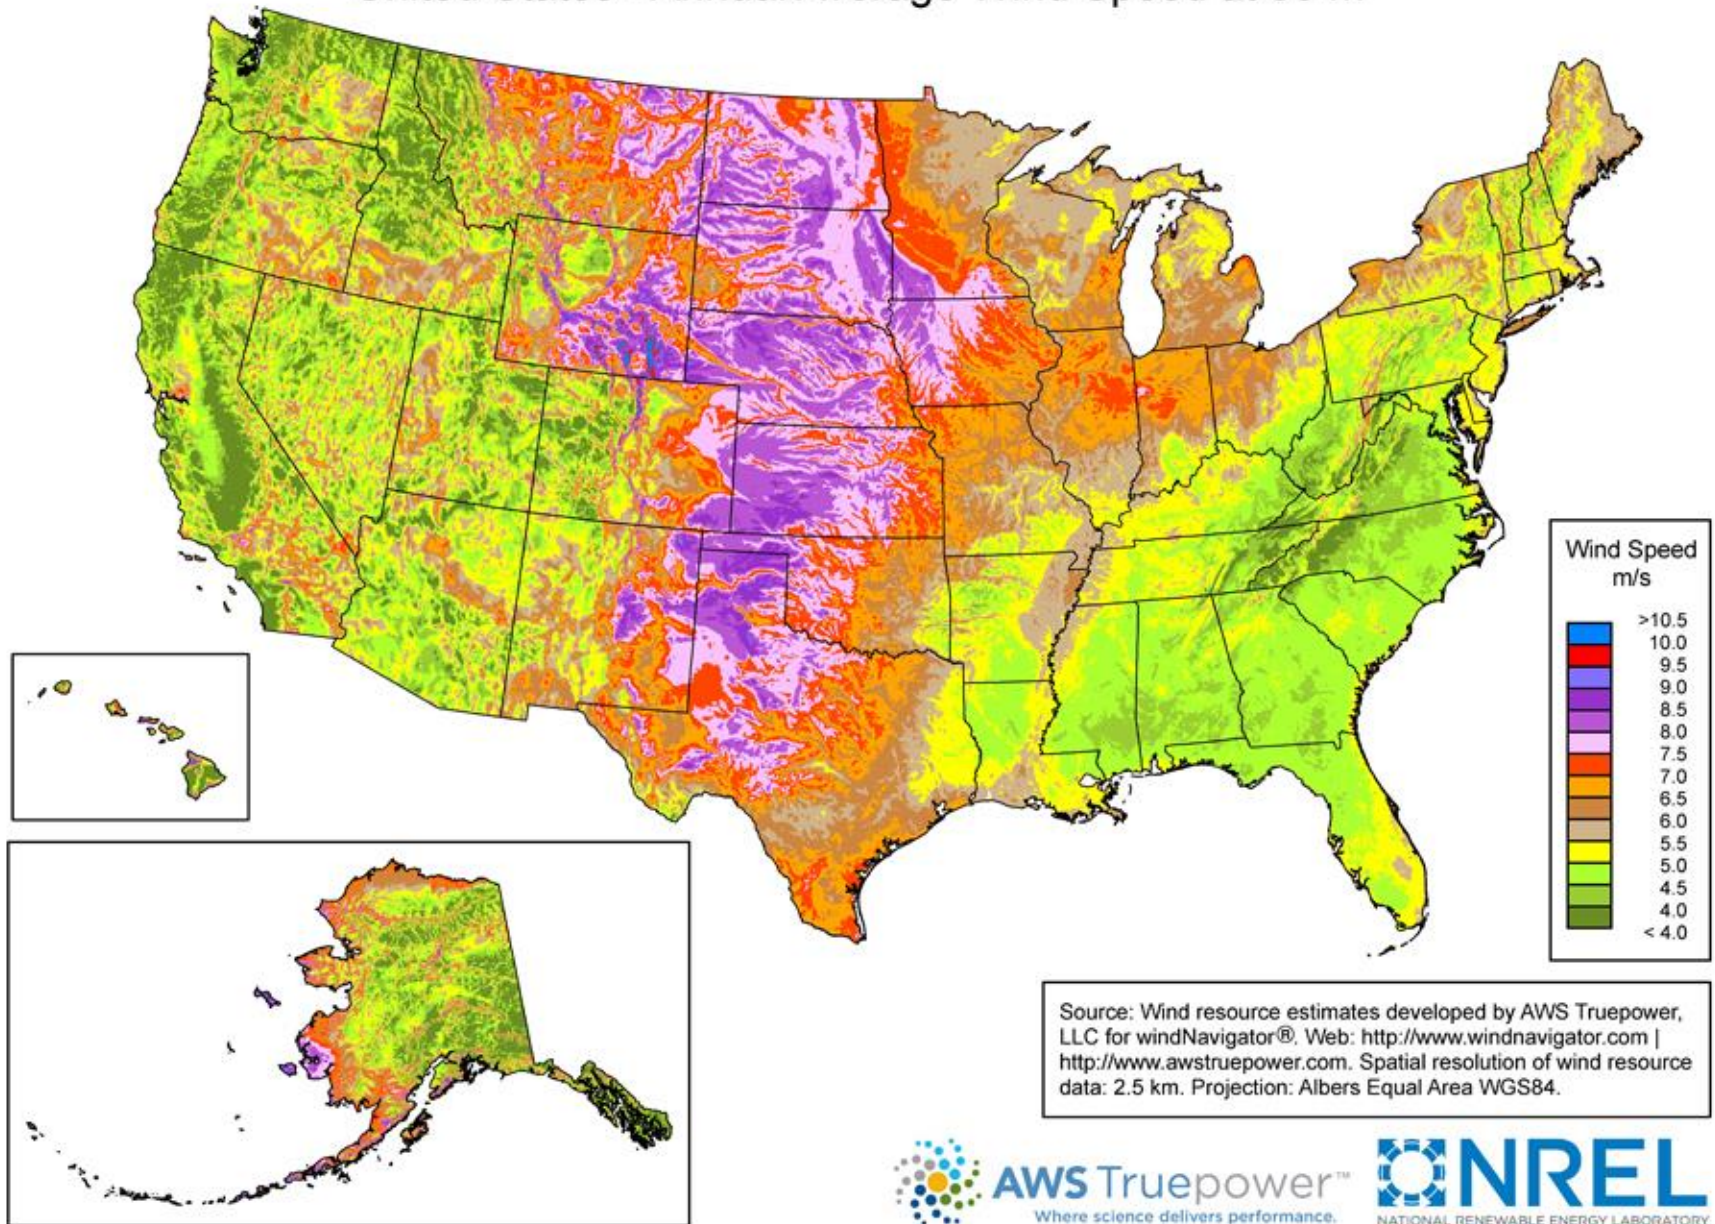 Wind Speed
m/s
>10.5
10.0
9.5
9.0
8.5
8.0
7.5
7.0
6.5
6.0
5.5
5.0
4.5
4.0
< 4.0
Source: Wind resource estimates developed by AWS Truepower,
LLC for windNavigator®. Web: http://www.windnavigator.com |
http://www.awstruepower.com. Spatial resolution of wind resource
data: 2.5 km. Projection: Albers Equal Area WGS84.
AWS Truepower™
Where science delivers performance.
NREL
NATIONAL RENEWABLE ENERGY LABORATORY